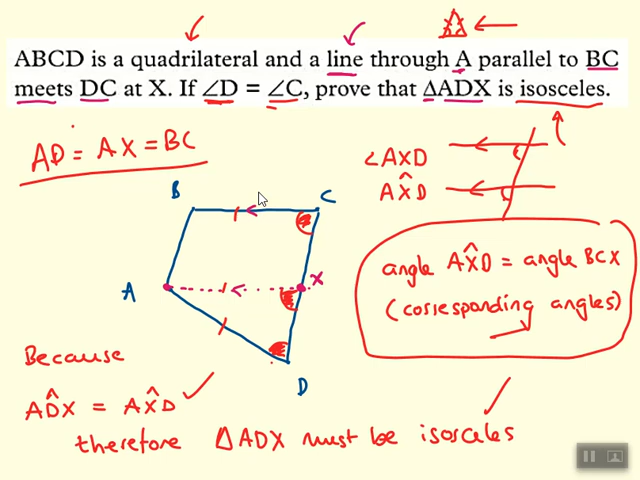 ABCD is a quadrilateral and a line through A parallel to BC
meets DC at X. If ∠D = ∠C, prove that ΔADX is isosceles.
AD = AX = BC
∠AXD
AX̂D
B
C
A
X
D
angle AX̂D = angle BCX
(corresponding angles)
Because
AD̂X = AX̂D
therefore ΔADX must be isosceles